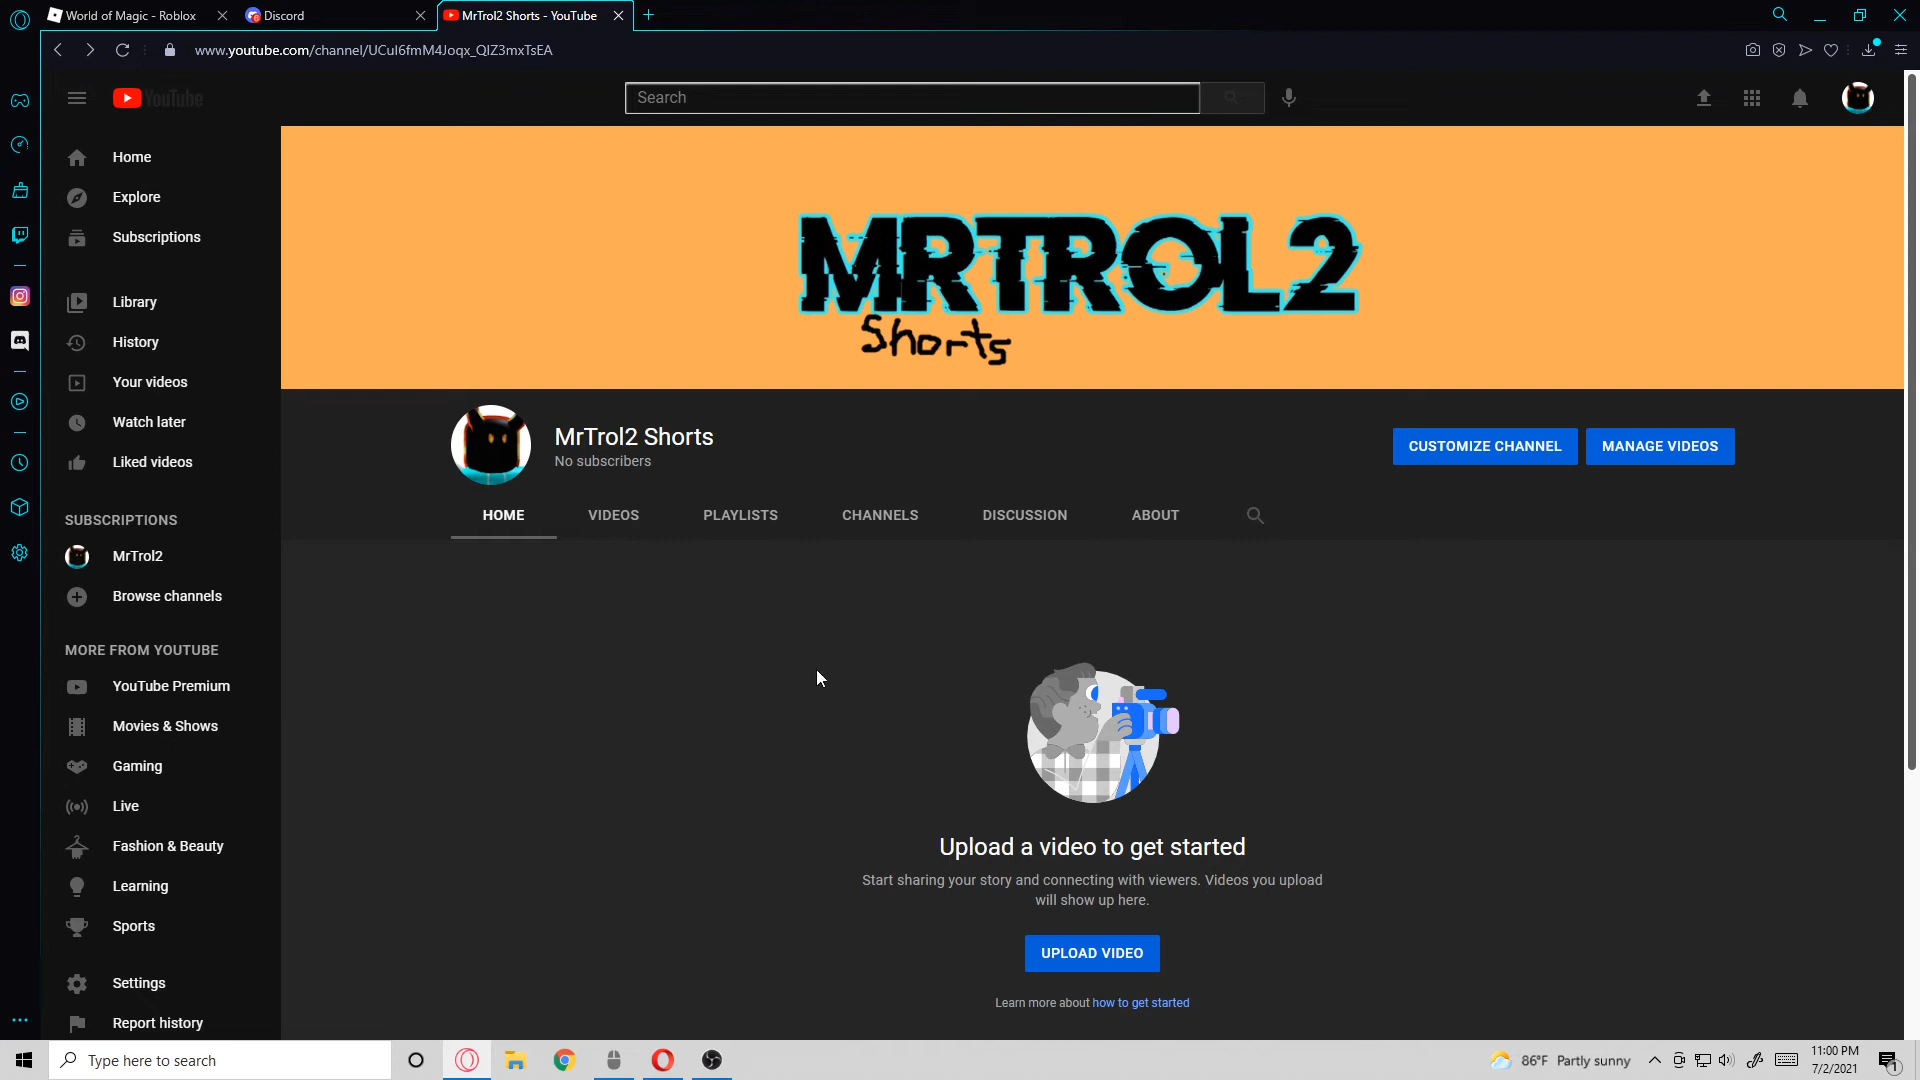 World of Magic - Roblox
Discord
MrTrol2 Shorts - YouTube
www.youtube.com/channel/UCul6fmM4Joqx_QIZ3mxTsEA
YouTube
Search
Home
Explore
Subscriptions
Library
History
Your videos
Watch later
Liked videos
SUBSCRIPTIONS
MrTrol2
Browse channels
MORE FROM YOUTUBE
YouTube Premium
Movies & Shows
Gaming
Live
Fashion & Beauty
Learning
Sports
Settings
Report history
MRTROL2
Shorts
MrTrol2 Shorts
No subscribers
CUSTOMIZE CHANNEL
MANAGE VIDEOS
HOME
VIDEOS
PLAYLISTS
CHANNELS
DISCUSSION
ABOUT
Upload a video to get started
Start sharing your story and connecting with viewers. Videos you upload
will show up here.
UPLOAD VIDEO
Learn more about how to get started
Type here to search
86°F Partly sunny
11:00 PM
7/2/2021
1